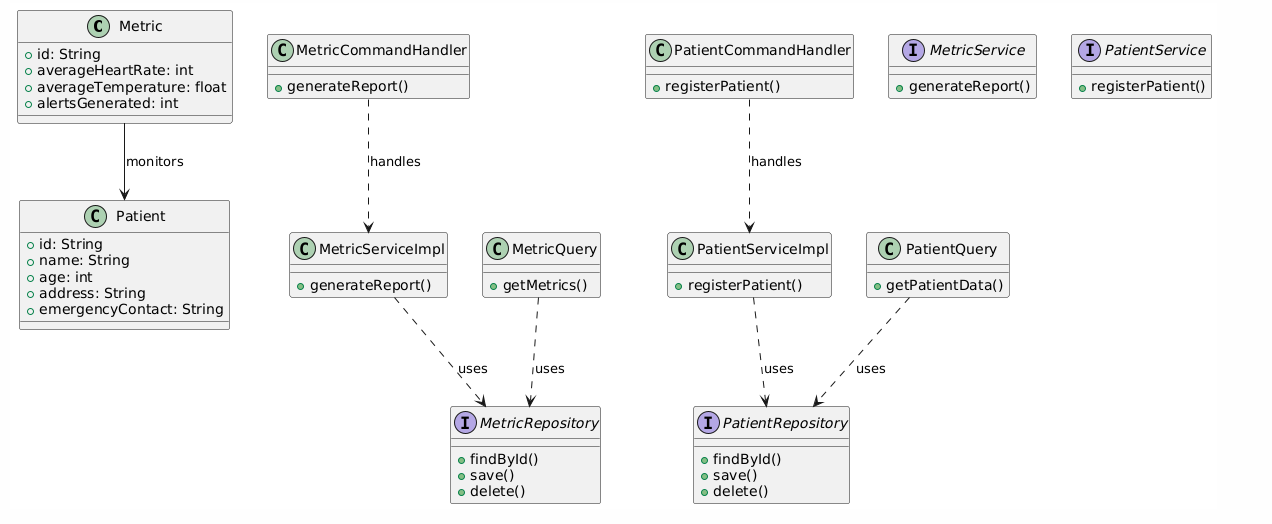 C Metric
id: String
averageHeartRate: int
averageTemperature: float
alertsGenerated: int
monitors
C Patient
id: String
name: String
age: int
address: String
emergencyContact: String
C MetricCommandHandler
generateReport()
handles
C MetricServiceImpl
generateReport()
uses
C MetricQuery
getMetrics()
uses
I MetricRepository
findById()
save()
delete()
C PatientCommandHandler
registerPatient()
handles
C PatientServiceImpl
registerPatient()
uses
C PatientQuery
getPatientData()
uses
I PatientRepository
findById()
save()
delete()
I MetricService
generateReport()
I PatientService
registerPatient()